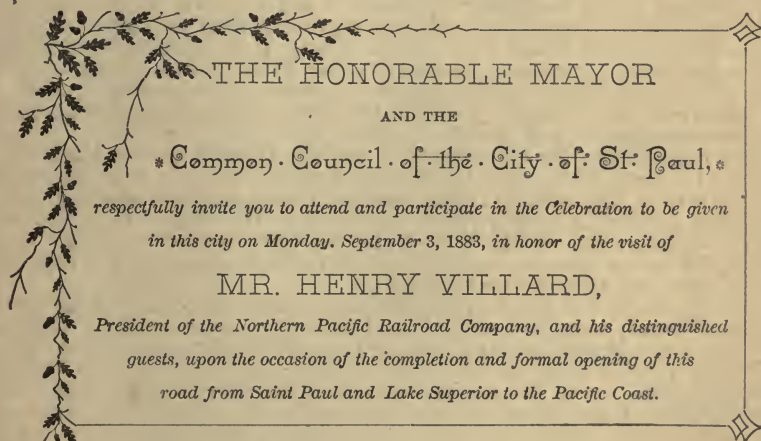 THE HONORABLE MAYOR
AND THE
Common · Council · of · the · City · of · St. Paul,
respectfully invite you to attend and participate in the Celebration to be given
in this city on Monday. September 3, 1883, in honor of the visit of
MR. HENRY VILLARD,
President of the Northern Pacific Railroad Company, and his distinguished
guests, upon the occasion of the completion and formal opening of this
road from Saint Paul and Lake Superior to the Pacific Coast.